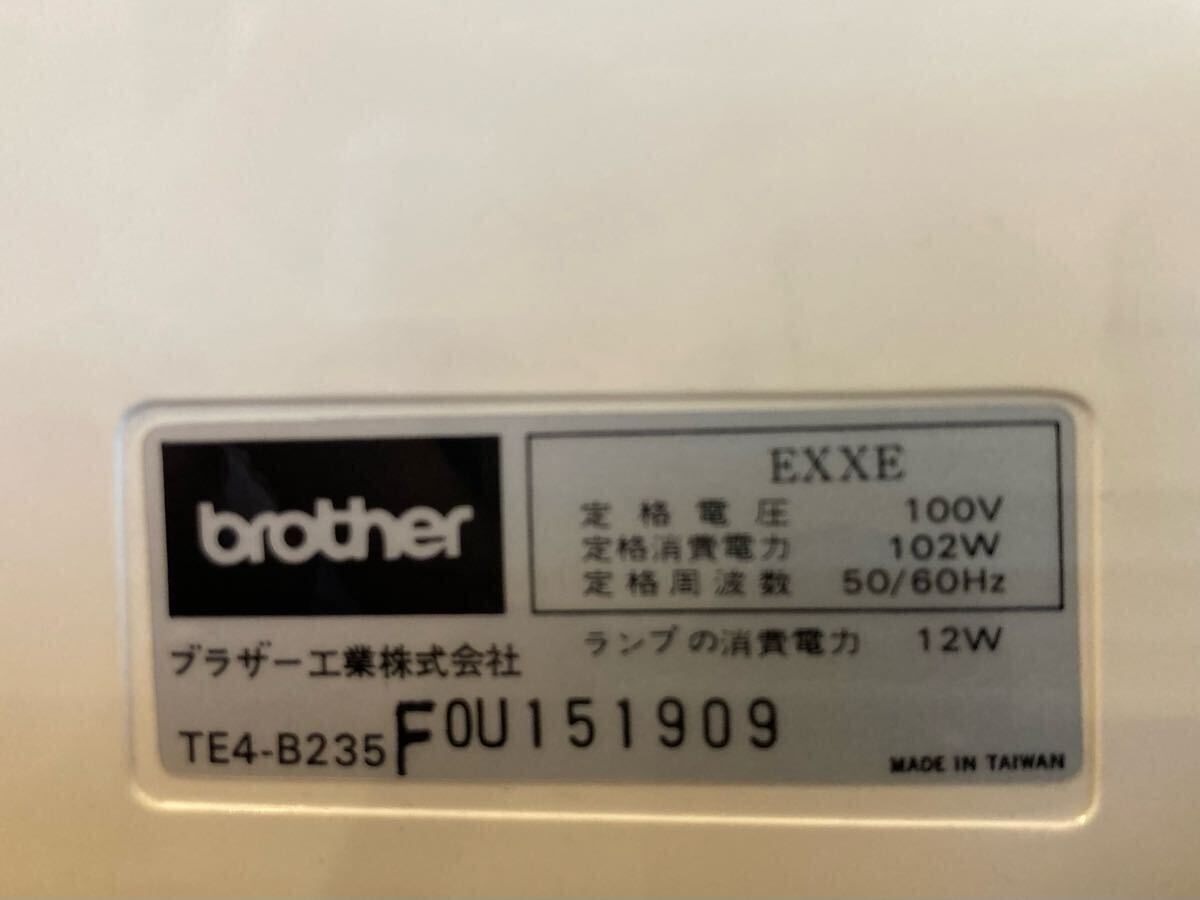 brother
EXXE
定格電圧 100V
定格消費電力 102W
定格周波数 50/60Hz
ランプの消費電力 12W
ブラザー工業株式会社
TE4-B235 F0U151909
MADE IN TAIWAN